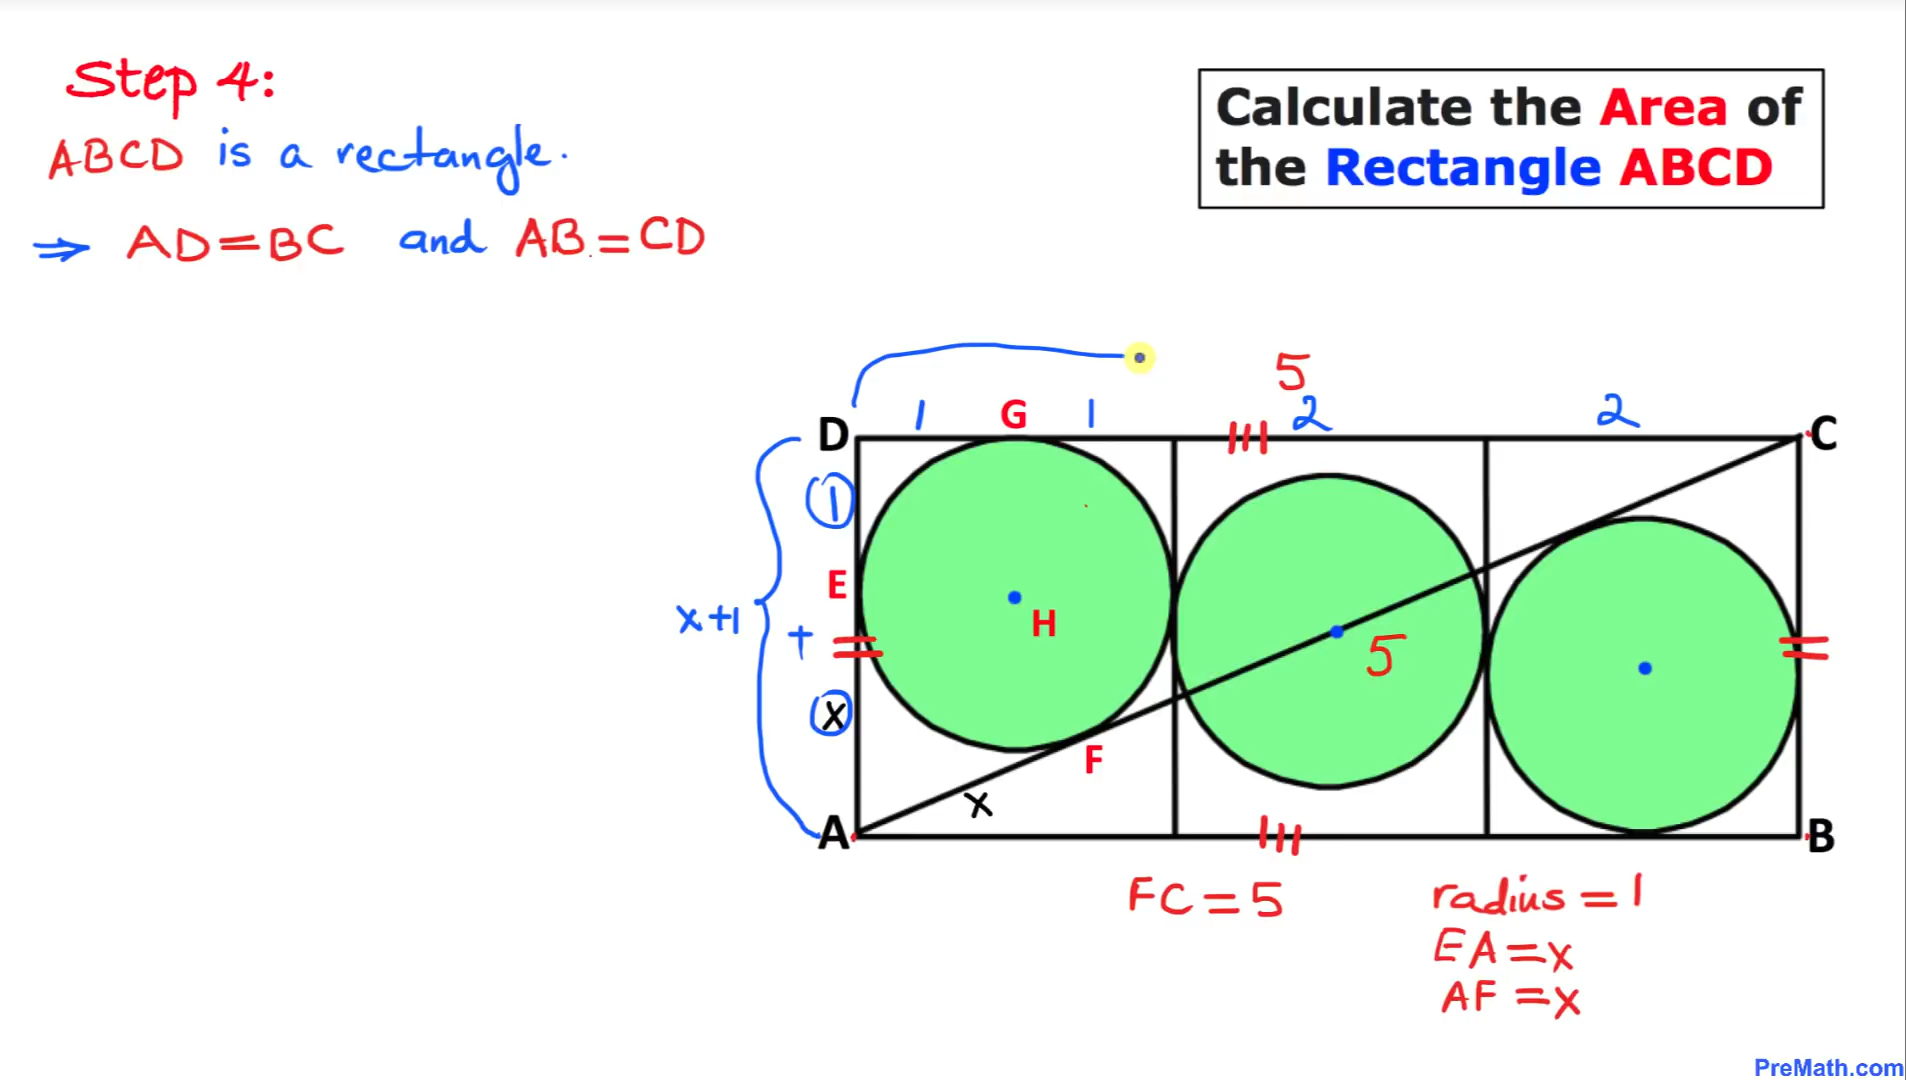 Step 4:
ABCD is a rectangle.
⇒ AD=BC and AB=CD
Calculate the Area of
the Rectangle ABCD
5
D 1 G 1 2 2 C
1
E
H
x+1 + 5
x
F
x
A B
FC=5
radius=1
EA=x
AF=x
PreMath.com